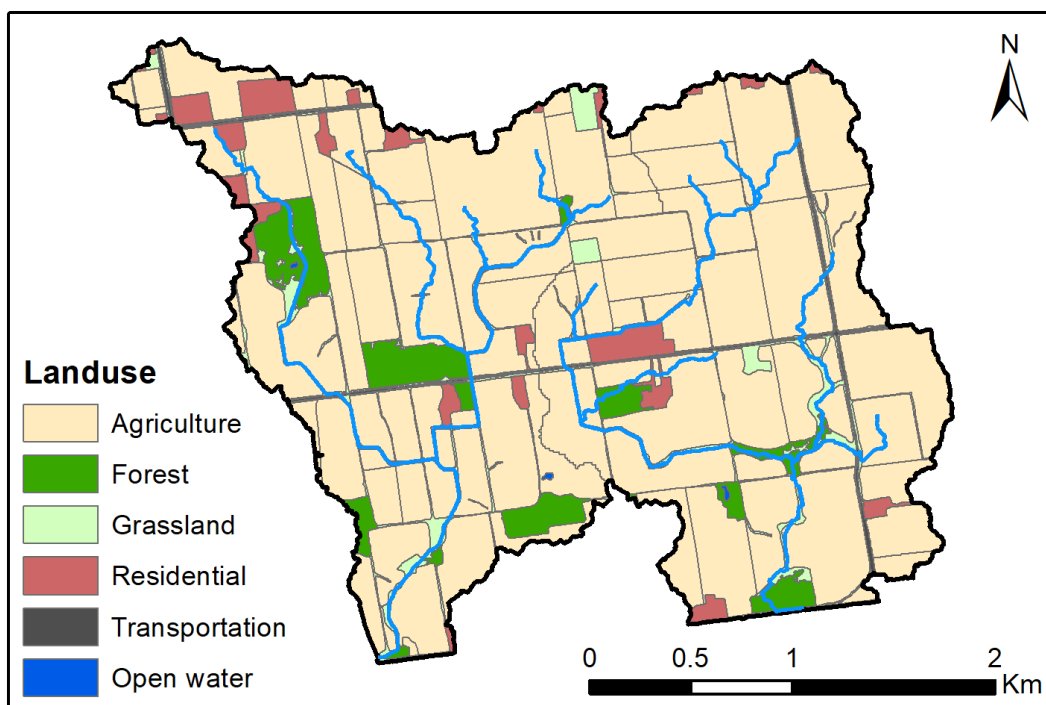 N
Landuse
Agriculture
Forest
Grassland
Residential
Transportation
Open water
0 0.5 1 2
Km